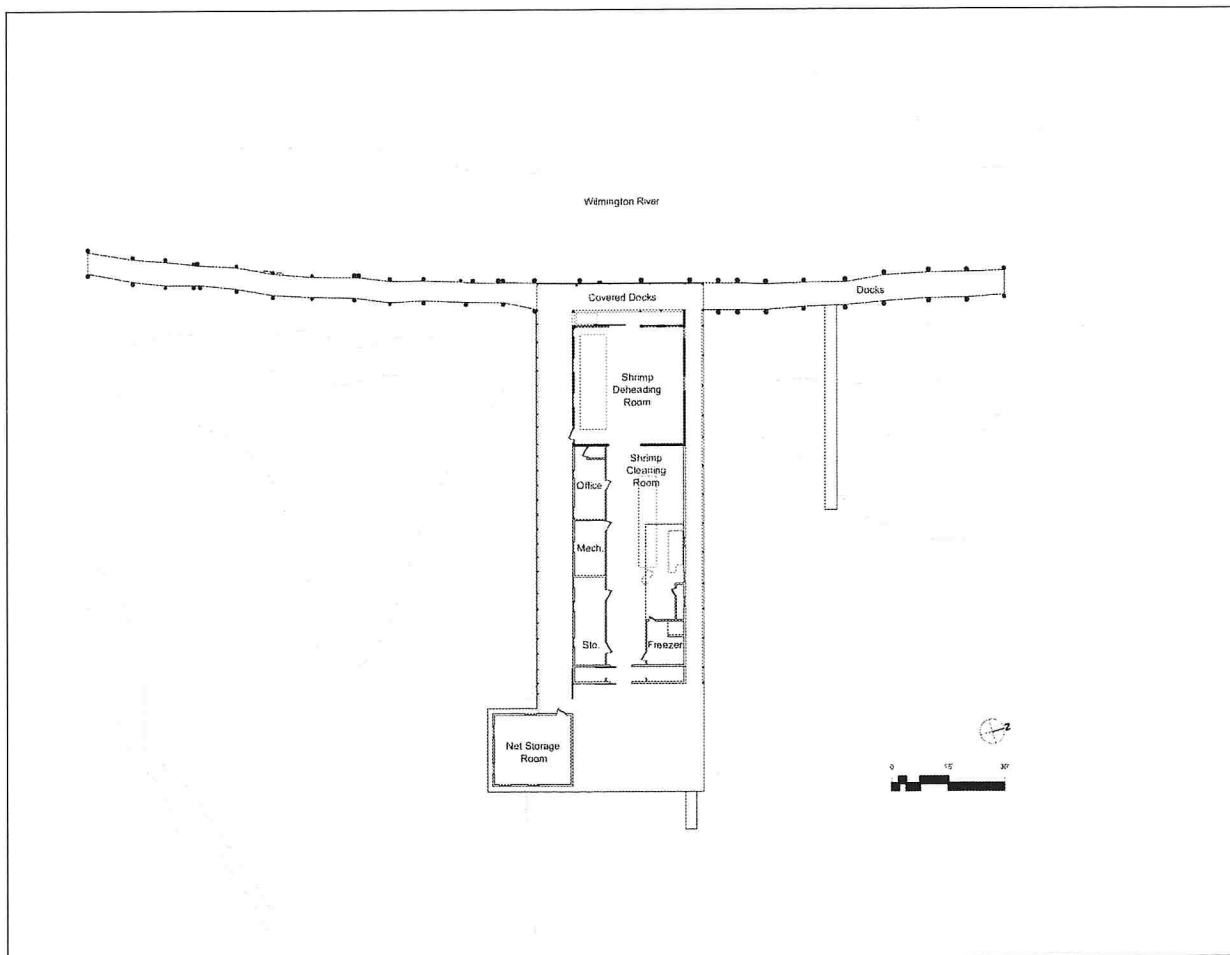 Wilmington River
Covered Docks
Docks
Shrimp
Deheading
Room
Shrimp
Cleaning
Room
Office
Mech.
Sto.
Freezer
Net Storage
Room
N
0 15' 30'